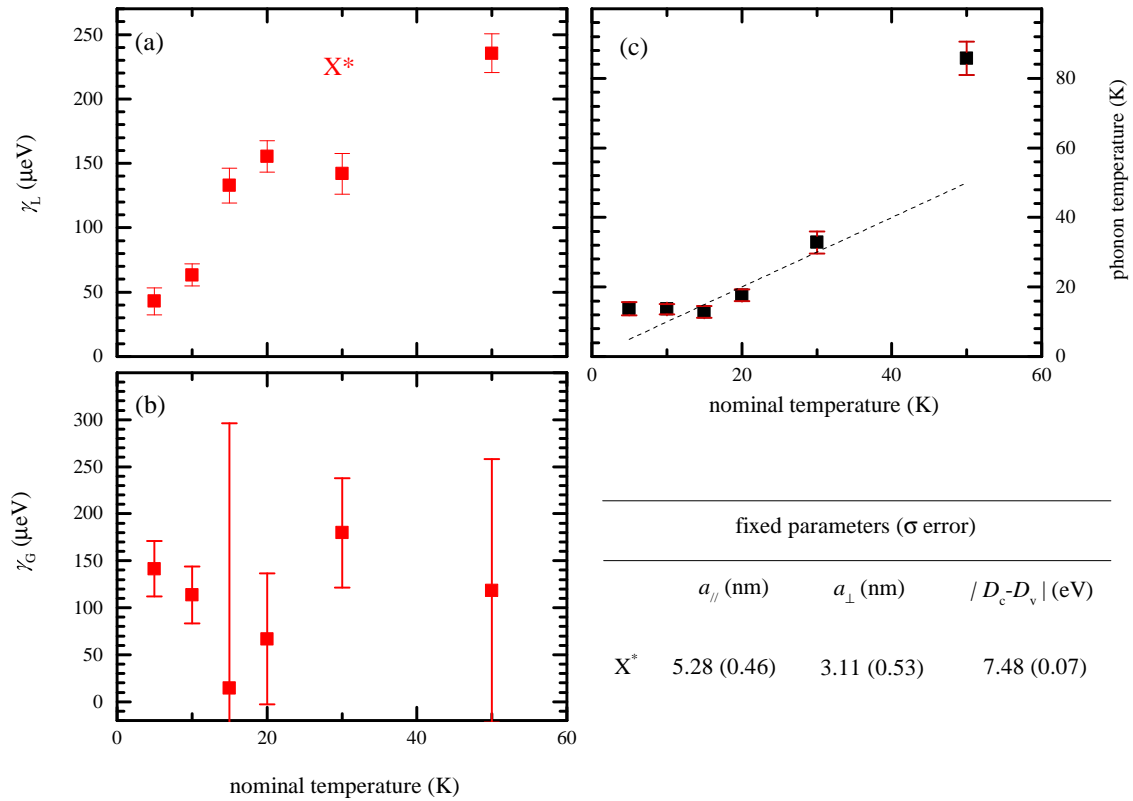 (a)
X*
250
200
150
100
50
0
γL (μeV)
(b)
300
250
200
150
100
50
0
γG (μeV)
0 20 40 60
nominal temperature (K)
(c)
80
60
40
20
0
phonon temperature (K)
0 20 40 60
nominal temperature (K)
fixed parameters (σ error)
a// (nm) a⊥ (nm) | Dc-Dv | (eV)
X* 5.28 (0.46) 3.11 (0.53) 7.48 (0.07)